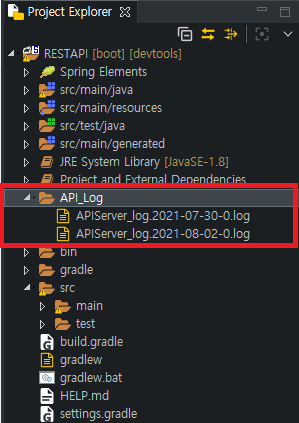 Project Explorer
RESTAPI [boot] [devtools]
Spring Elements
src/main/java
src/main/resources
src/test/java
src/main/generated
JRE System Library [JavaSE-1.8]
Project and External Dependencies
API_Log
APIServer_log.2021-07-30-0.log
APIServer_log.2021-08-02-0.log
bin
gradle
src
main
test
build.gradle
gradlew
gradlew.bat
HELP.md
settings.gradle